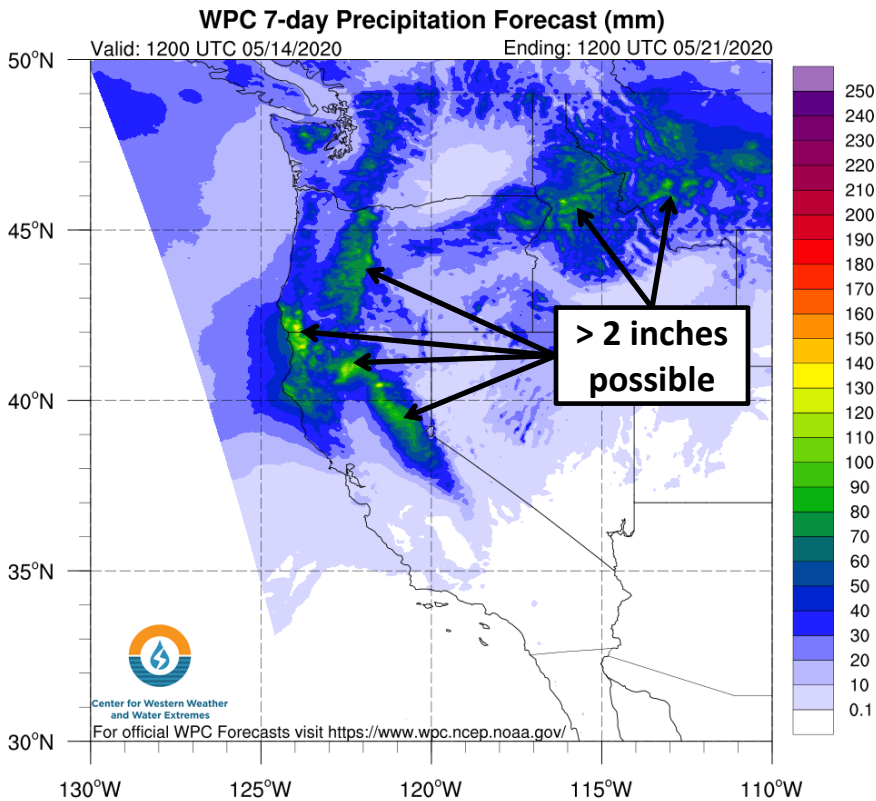 WPC 7-day Precipitation Forecast (mm)
Valid: 1200 UTC 05/14/2020
Ending: 1200 UTC 05/21/2020
50°N
45°N
40°N
35°N
30°N
130°W
125°W
120°W
115°W
110°W
> 2 inches
possible
250
240
230
220
210
200
190
180
170
160
150
140
130
120
110
100
90
80
70
60
50
40
30
20
10
0.1
Center for Western Weather
and Water Extremes
For official WPC Forecasts visit https://www.wpc.ncep.noaa.gov/